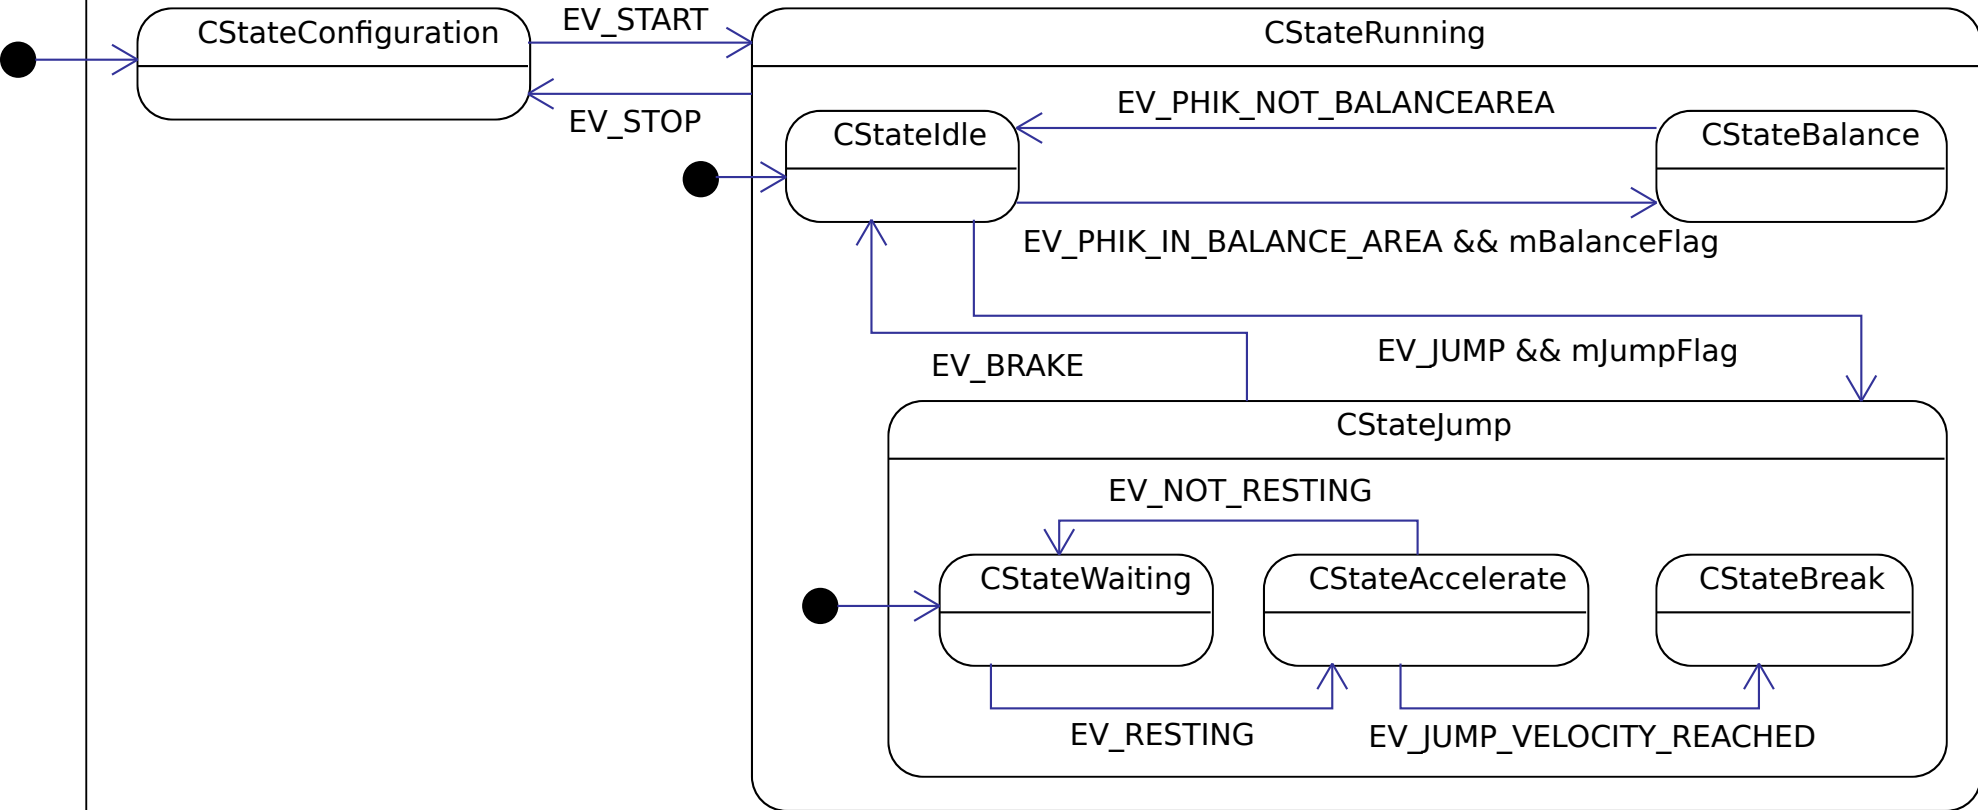 CStateConfiguration
EV_START
CStateRunning
EV_STOP
EV_PHIK_NOT_BALANCEAREA
CStateIdle
CStateBalance
EV_PHIK_IN_BALANCE_AREA && mBalanceFlag
EV_JUMP && mJumpFlag
EV_BRAKE
CStateJump
EV_NOT_RESTING
CStateWaiting
CStateAccelerate
CStateBreak
EV_RESTING
EV_JUMP_VELOCITY_REACHED